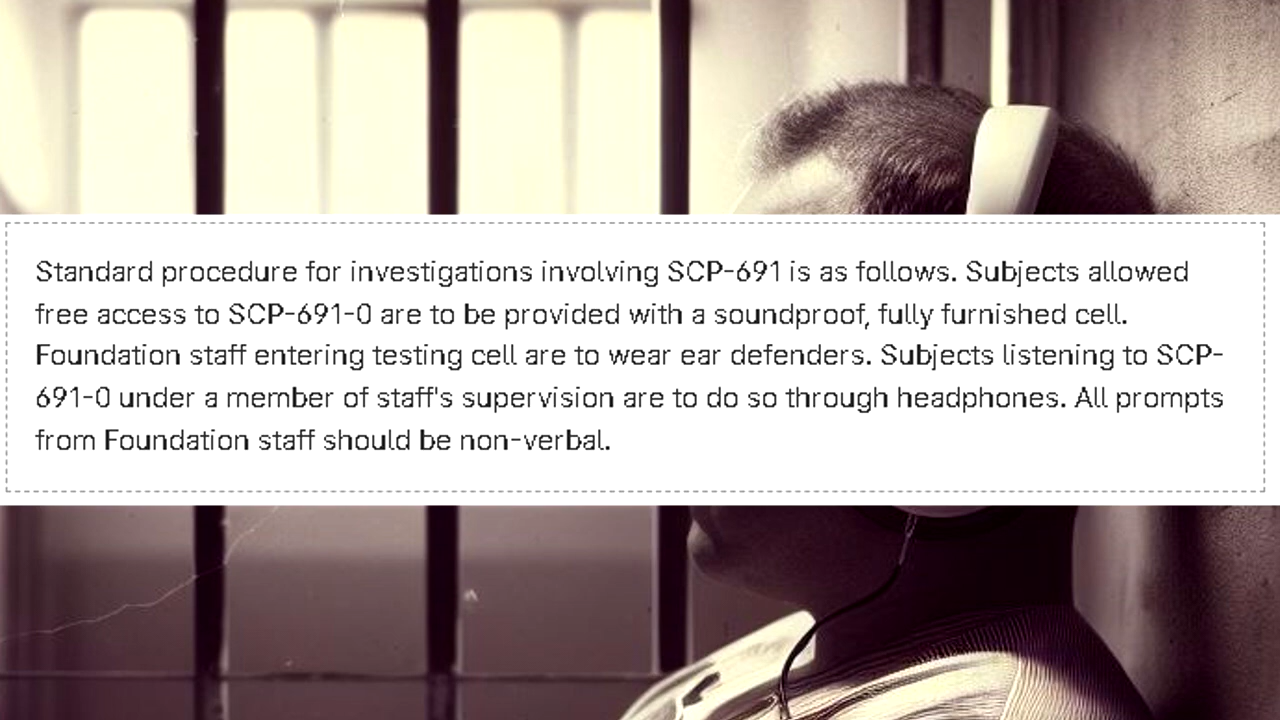 Standard procedure for investigations involving SCP-691 is as follows. Subjects allowed
free access to SCP-691-0 are to be provided with a soundproof, fully furnished cell.
Foundation staff entering testing cell are to wear ear defenders. Subjects listening to SCP-
691-0 under a member of staff's supervision are to do so through headphones. All prompts
from Foundation staff should be non-verbal.